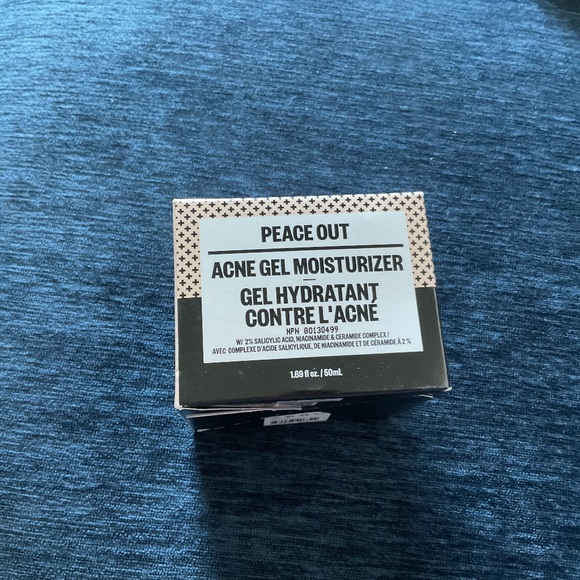 PEACE OUT
ACNE GEL MOISTURIZER
GEL HYDRATANT
CONTRE L'ACNÉ
NPN 80130499
W/ 2% SALICYLIC ACID, NIACINAMIDE & CERAMIDE COMPLEX /
AVEC COMPLEXE D'ACIDE SALICYLIQUE, DE NIACINAMIDE ET DE CÉRAMIDE À 2 %
1.69 fl oz. / 50mL